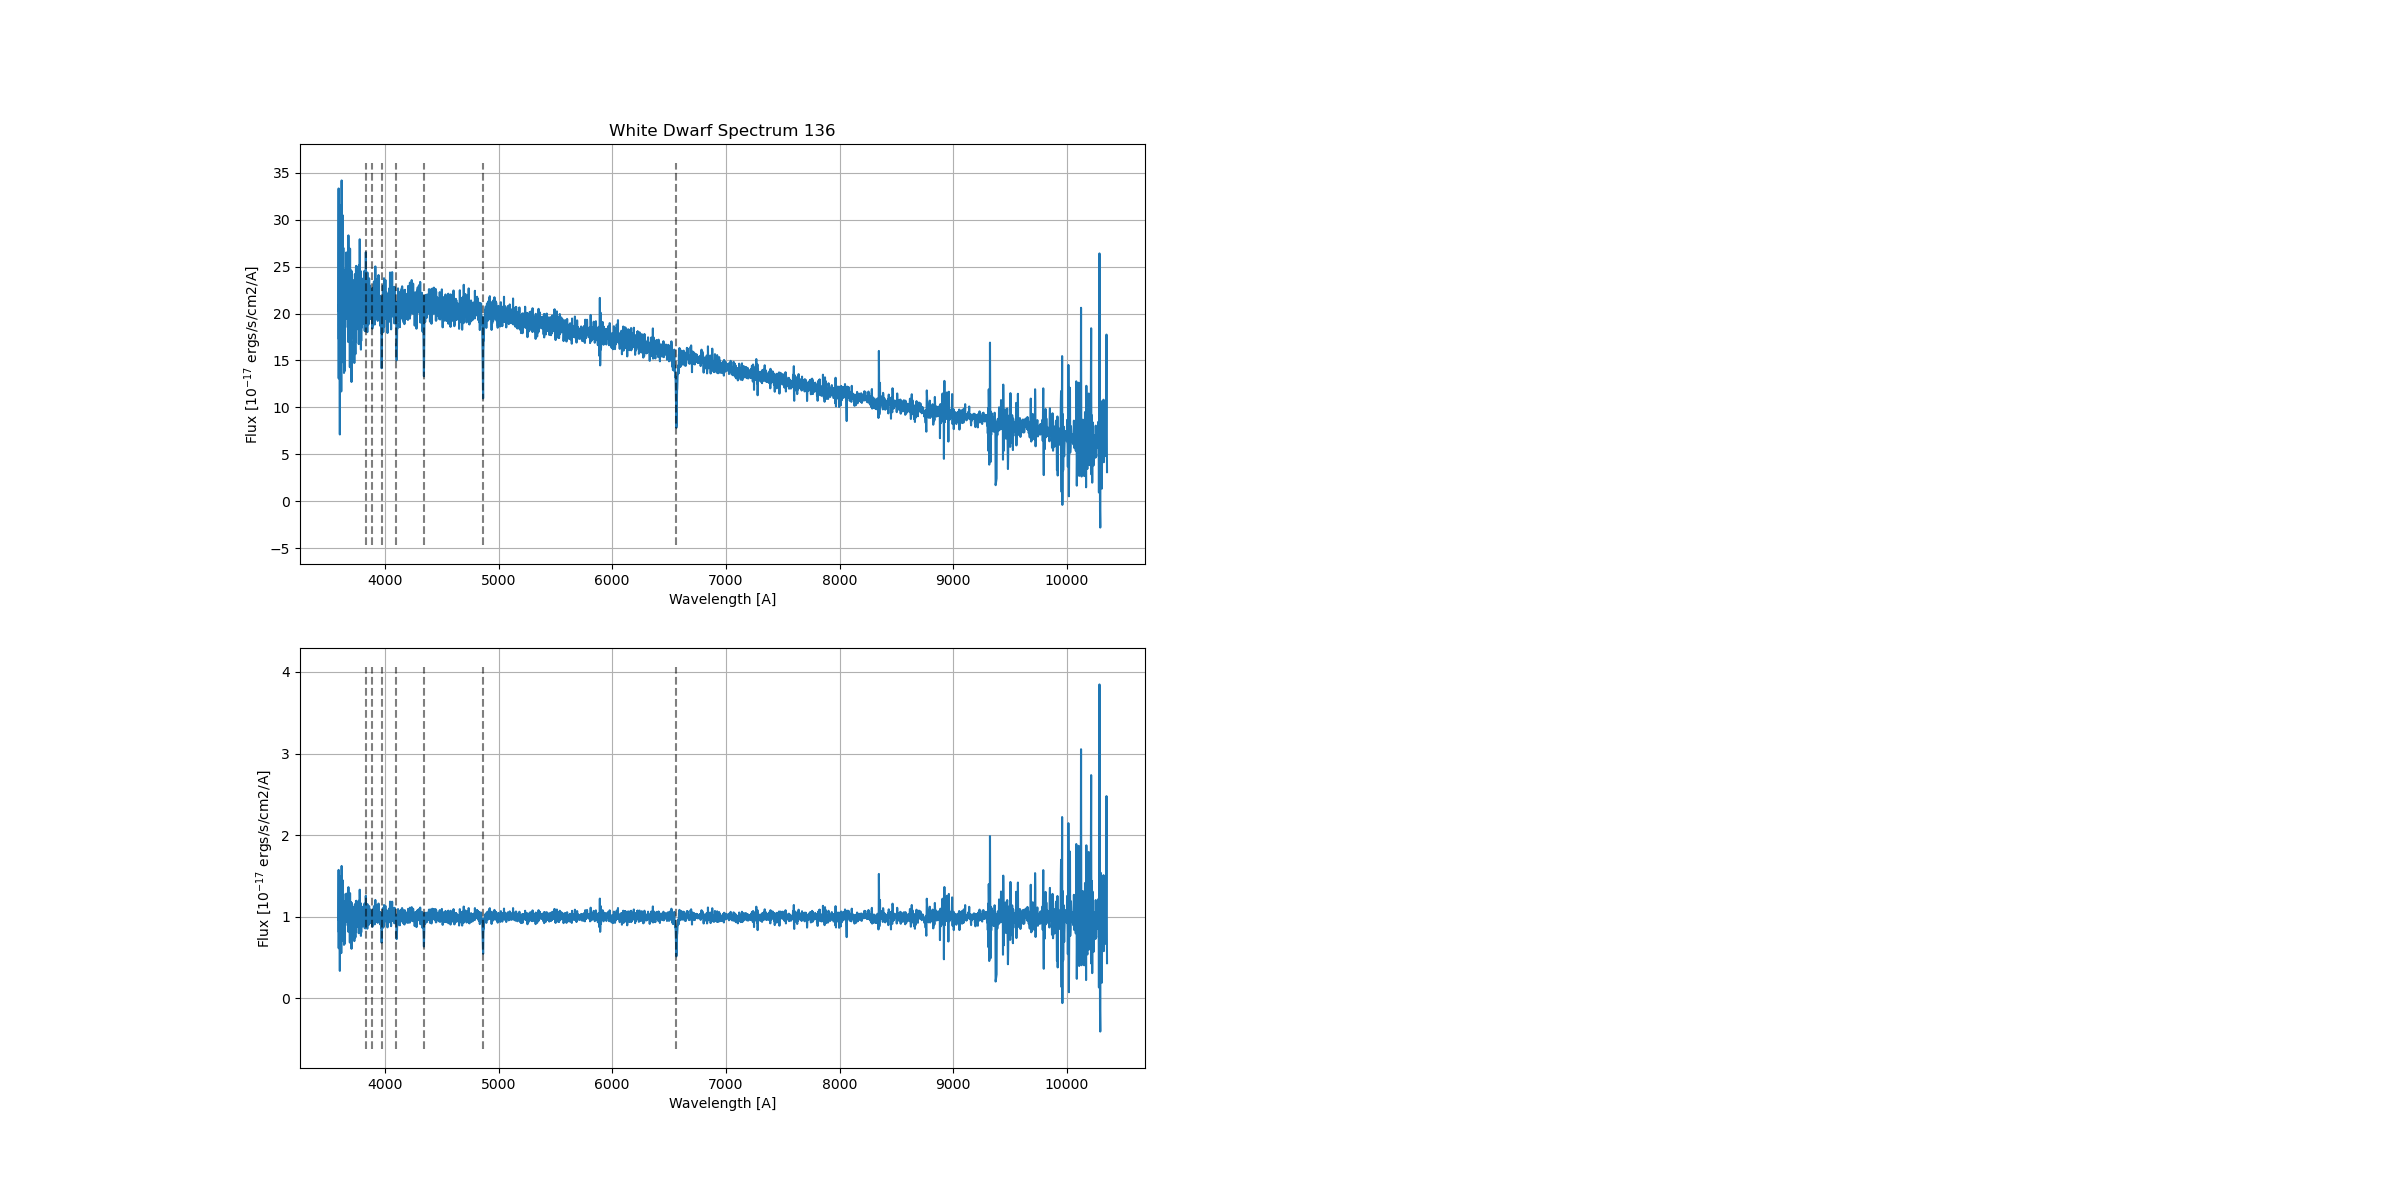 White Dwarf Spectrum 136
Flux [10⁻¹⁷ ergs/s/cm2/A]
35
30
25
20
15
10
5
0
−5
4000 5000 6000 7000 8000 9000 10000
Wavelength [A]
Flux [10⁻¹⁷ ergs/s/cm2/A]
4
3
2
1
0
4000 5000 6000 7000 8000 9000 10000
Wavelength [A]